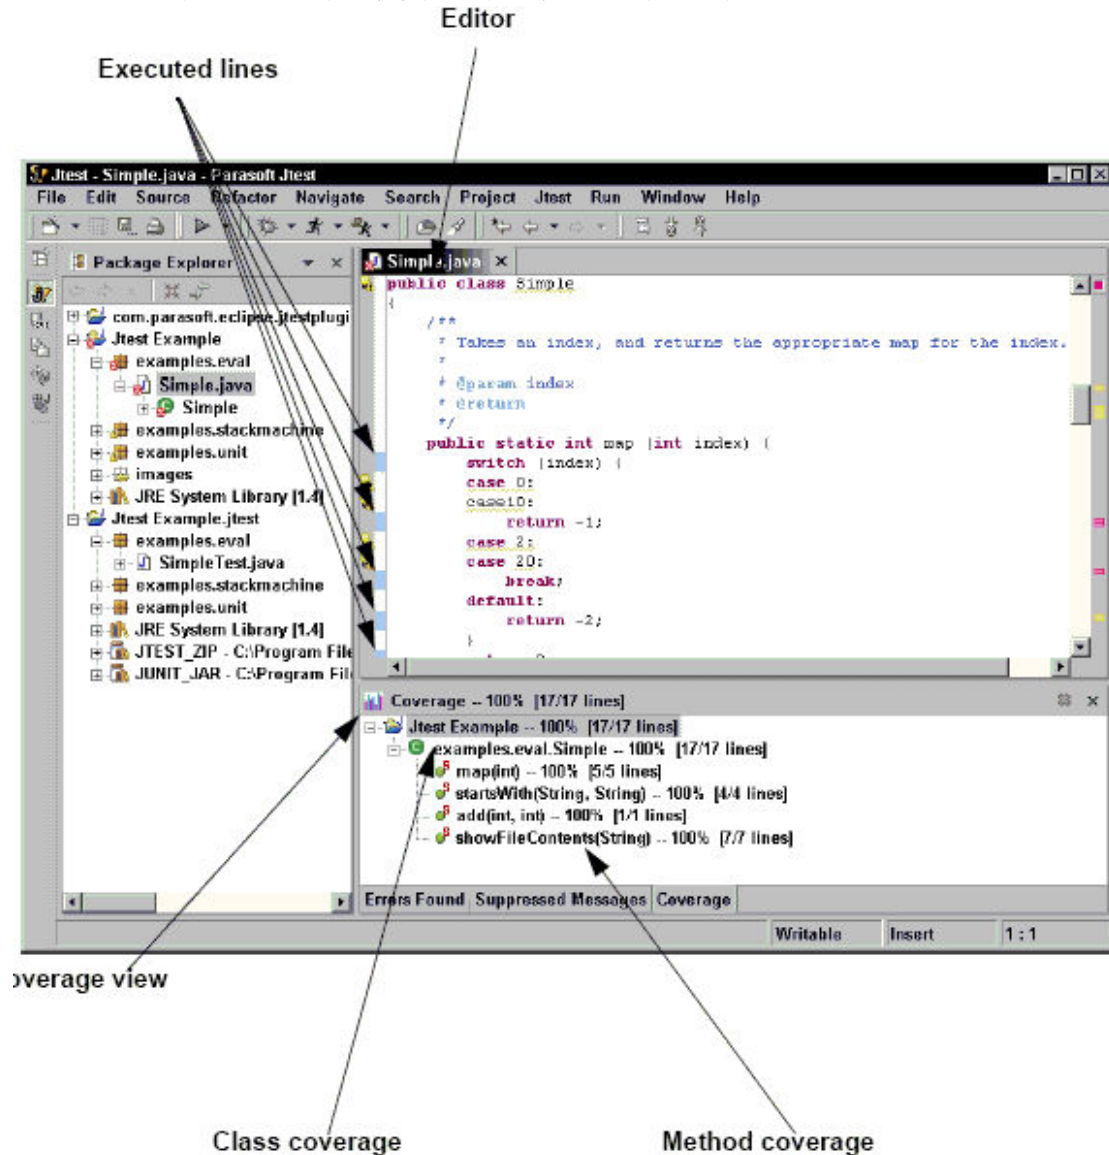 Editor
Executed lines
Jtest - Simple.java - Parasoft Jtest
File Edit Source Refactor Navigate Search Project Jtest Run Window Help
Package Explorer
Simple.java
com.parasoft.eclipse.jtestplugi
Jtest Example
examples.eval
Simple.java
Simple
examples.stackmachine
examples.unit
images
JRE System Library [1.4]
Jtest Example.jtest
examples.eval
SimpleTest.java
examples.stackmachine
examples.unit
JRE System Library [1.4]
JTEST_ZIP - C:\Program File
JUNIT_JAR - C:\Program Fil
public class Simple
{
/**
* Takes an index, and returns the appropriate map for the index.
*
* @param index
* @return
*/
public static int map (int index) {
switch (index) {
case 0:
case10:
return -1;
case 2:
case 20:
break;
default:
return -2;
}
Coverage -- 100% [17/17 lines]
Jtest Example -- 100% [17/17 lines]
examples.eval.Simple -- 100% [17/17 lines]
map(int) -- 100% [5/5 lines]
startsWith(String, String) -- 100% [4/4 lines]
add(int, int) -- 100% [1/1 lines]
showFileContents(String) -- 100% [7/7 lines]
Errors Found Suppressed Messages Coverage
Writable Insert 1 : 1
overage view
Class coverage
Method coverage